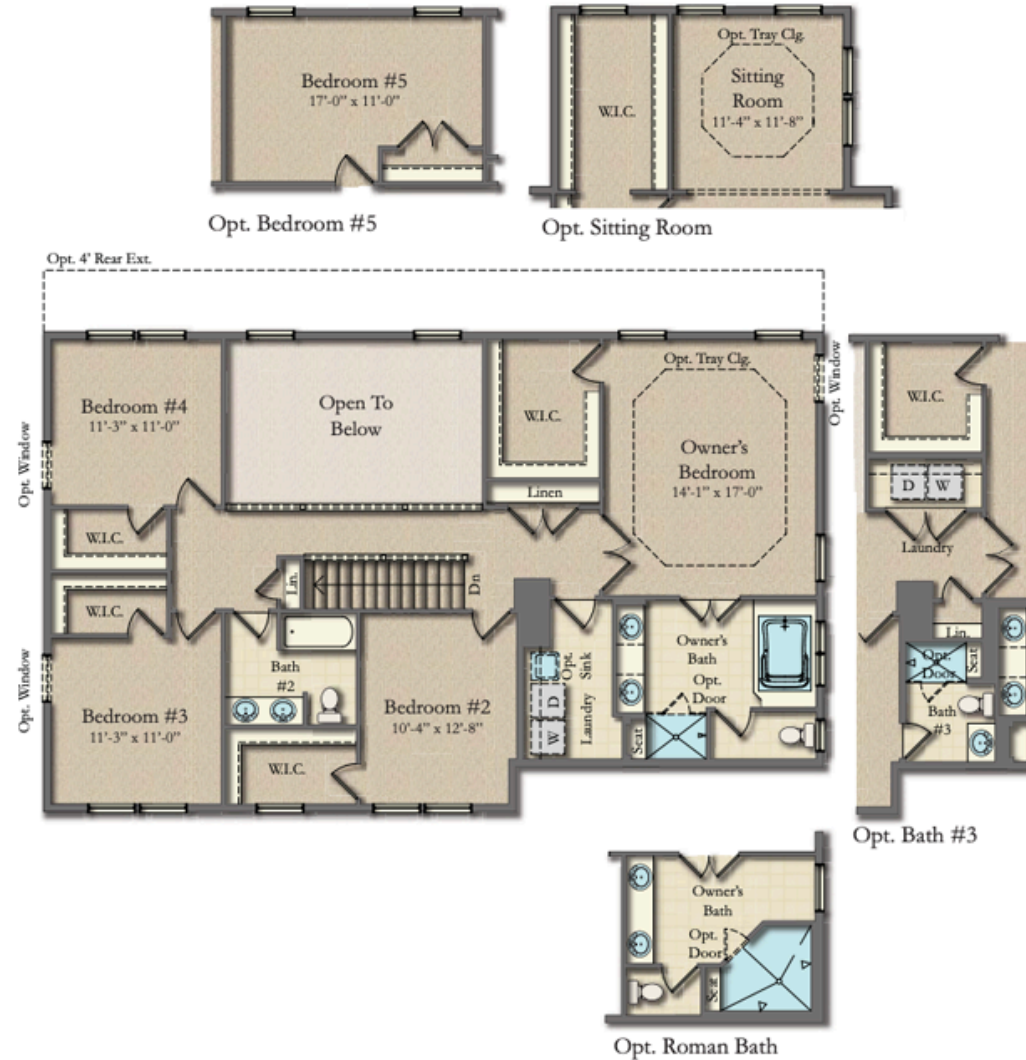 Bedroom #5
17'-0" x 11'-0"
Opt. Bedroom #5
Opt. Tray Clg.
Sitting
Room
11'-4" x 11'-8"
W.I.C.
Opt. Sitting Room
Opt. 4' Rear Ext.
Bedroom #4
11'-3" x 11'-0"
Opt. Window
Open To
Below
W.I.C.
Linen
Opt. Tray Clg.
Owner's
Bedroom
14'-1" x 17'-0"
Opt. Window
W.I.C.
W.I.C.
Lin.
Dn
Opt. Window
Bedroom #3
11'-3" x 11'-0"
Bath
#2
W.I.C.
Bedroom #2
10'-4" x 12'-8"
Opt.
Sink
D
W
Laundry
Owner's
Bath
Opt.
Door
Seat
W.I.C.
D
W
Laundry
Lin.
Opt.
Door
Seat
Bath
#3
Opt. Bath #3
Owner's
Bath
Opt.
Door
Seat
Opt. Roman Bath